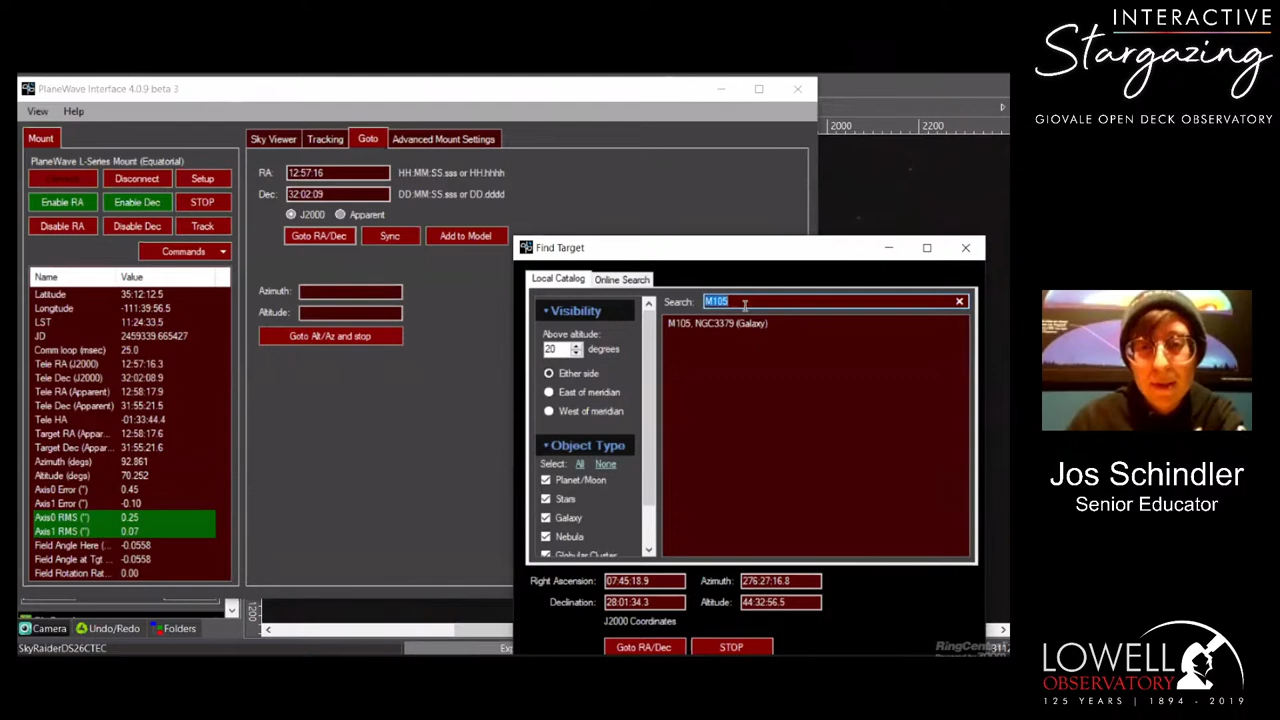 INTERACTIVE
Stargazing
GIOVALE OPEN DECK OBSERVATORY
PlaneWave Interface 4.0.9 beta 3
View Help
Mount
PlaneWave L-Series Mount (Equatorial)
Disconnect Setup
Enable RA Enable Dec STOP
Disable RA Disable Dec Track
Commands
Name Value
Latitude 35:12:12.5
Longitude -111:39:56.5
LST 11:24:33.5
JD 2459339.667465
Comm loop (msec) 25.0
Tele RA (J2000) 12:57:16.3
Tele Dec (J2000) 32:02:08.9
Tele RA (Apparent) 12:58:17.9
Tele Dec (Apparent) 31:55:21.5
Tele HA -01:33:44.4
Target RA (Appar... 12:58:17.6
Target Dec (Appar... 31:55:21.6
Azimuth (degs) 92.861
Altitude (degs) 70.252
Axis0 Error (") 0.45
Axis1 Error (") -0.10
Axis0 RMS (") 0.25
Axis1 RMS (") 0.07
Field Angle Here (... -0.0558
Field Angle at Tgt ... -0.0558
Field Rotation Rat... 0.00
Sky Viewer Tracking Goto Advanced Mount Settings
RA: 12:57:16 HH:MM:SS.sss or HH.hhhh
Dec: 32:02:09 DD:MM:SS.sss or DD.dddd
J2000 Apparent
Goto RA/Dec Sync Add to Model
Azimuth:
Altitude:
Goto Alt/Az and stop
2000 2200
Find Target
Local Catalog Online Search
Visibility
Above altitude:
20 degrees
Either side
East of meridian
West of meridian
Object Type
Select: All None
Planet/Moon
Stars
Galaxy
Nebula
Globular Cluster
Search: M105
M105, NGC3379 (Galaxy)
Right Ascension: 07:45:18.9 Azimuth: 276:27:16.8
Declination: 28:01:34.3 Altitude: 44:32:56.5
J2000 Coordinates
Goto RA/Dec STOP
RingCentral
1200
Camera Undo/Redo Folders
SkyRaiderDS26CTEC
Exp
Jos Schindler
Senior Educator
LOWELL
OBSERVATORY
125 YEARS | 1894 - 2019